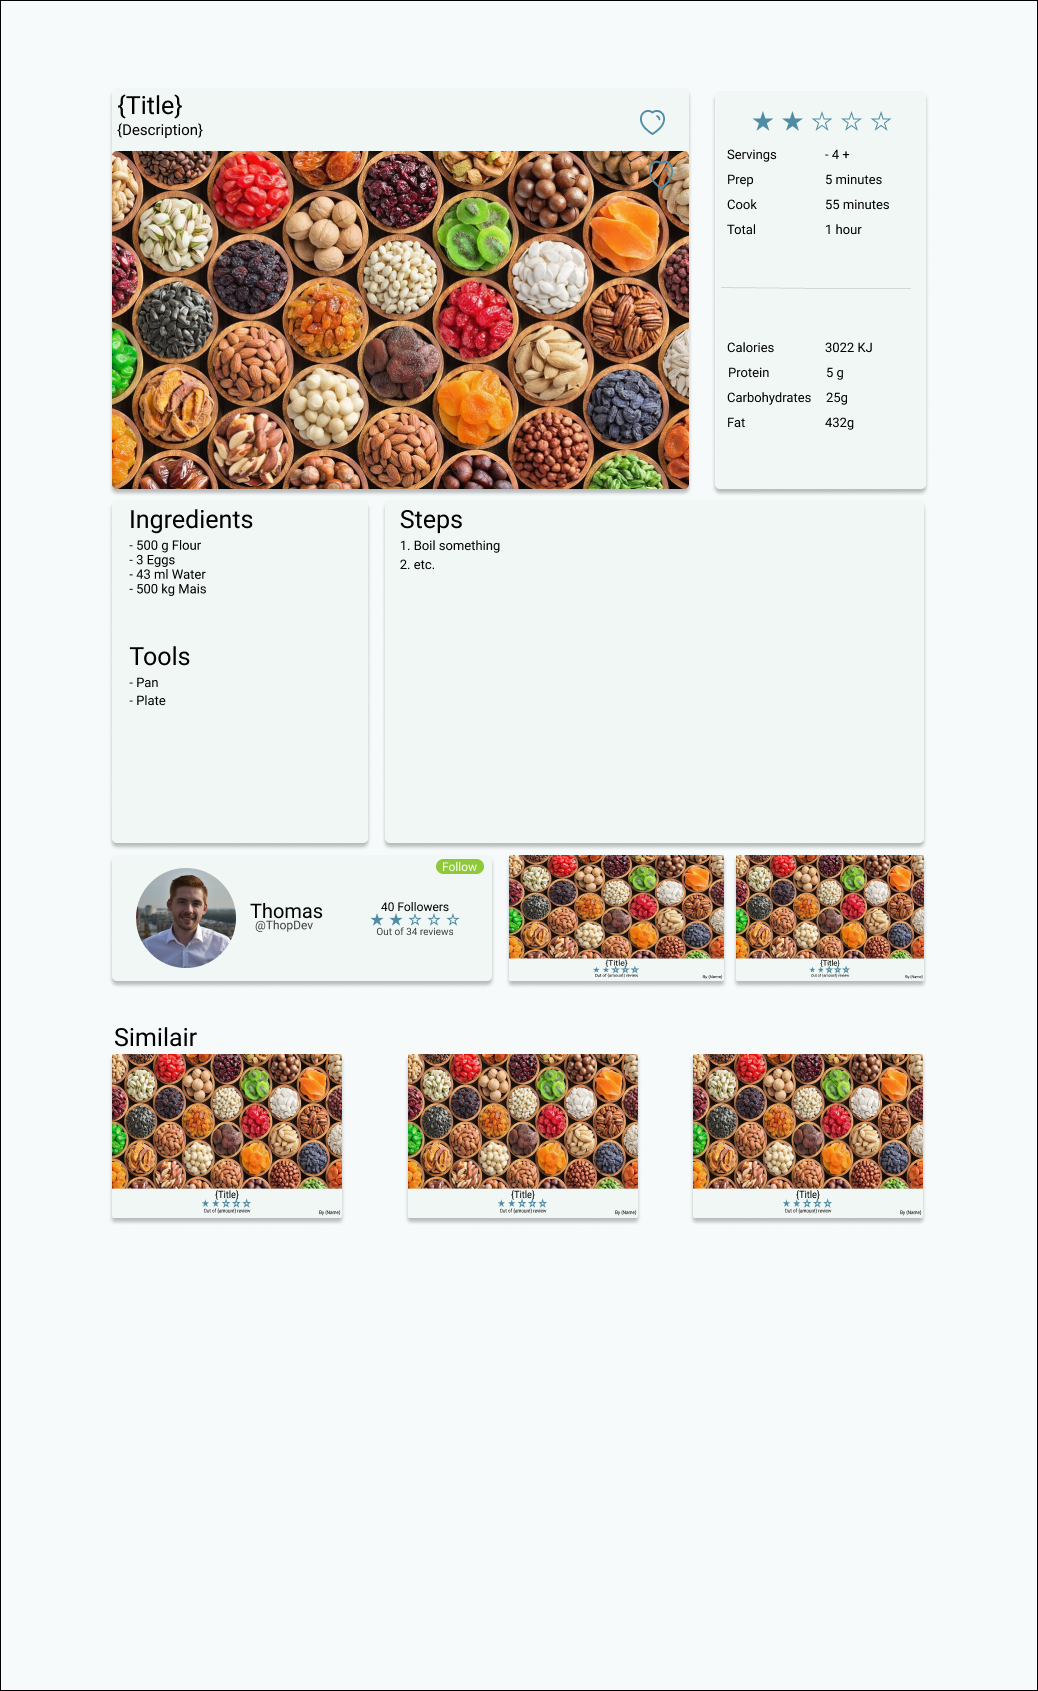 {Title}
{Description}
Servings - 4 +
Prep 5 minutes
Cook 55 minutes
Total 1 hour
Calories 3022 KJ
Protein 5 g
Carbohydrates 25g
Fat 432g
Ingredients
- 500 g Flour
- 3 Eggs
- 43 ml Water
- 500 kg Mais
Tools
- Pan
- Plate
Steps
1. Boil something
2. etc.
Follow
Thomas
@ThopDev
40 Followers
Out of 34 reviews
{Title}
Out of {amount} review
By {Name}
{Title}
Out of {amount} review
By {Name}
Similair
{Title}
Out of {amount} review
By {Name}
{Title}
Out of {amount} review
By {Name}
{Title}
Out of {amount} review
By {Name}